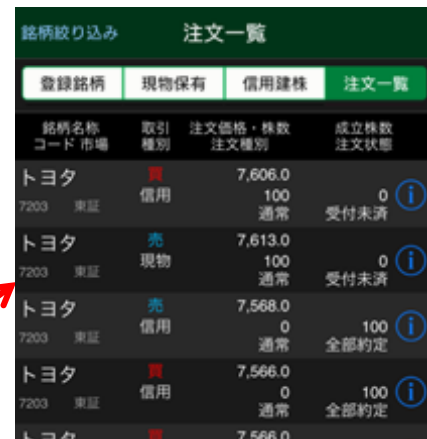 銘柄絞り込み 注文一覧
登録銘柄 現物保有 信用建株 注文一覧
銘柄名称 取引 注文価格・株数 成立株数
コード 市場 種別 注文種別 注文状態
トヨタ 買 7,606.0
信用 100 0
7203 東証 通常 受付未済
トヨタ 売 7,613.0
現物 100 0
7203 東証 通常 受付未済
トヨタ 売 7,568.0
信用 0 100
7203 東証 通常 全部約定
トヨタ 買 7,566.0
信用 0 100
7203 東証 通常 全部約定
トヨタ 買 7,566.0